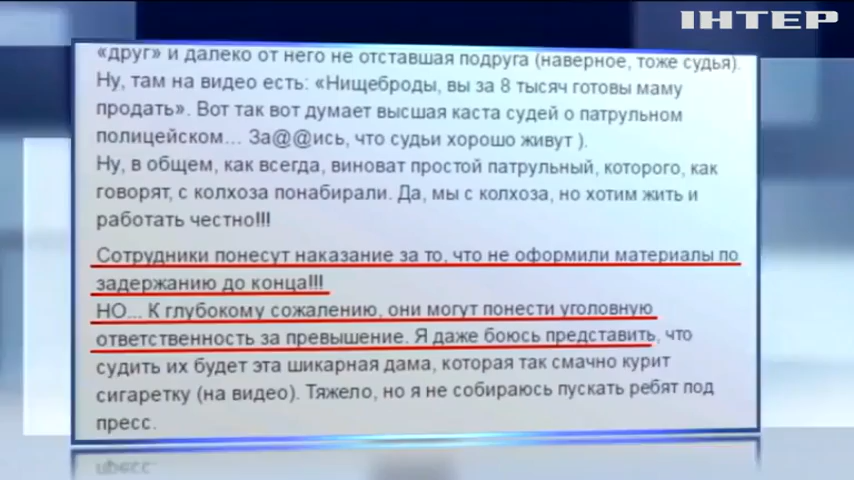 ІНТЕР
«друг» и далеко от него не отставшая подруга (наверное, тоже судья).
Ну, там на видео есть: «Нищеброды, вы за 8 тысяч готовы маму
продать». Вот так вот думает высшая каста судей о патрульном
полицейском... За@@ись, что судьи хорошо живут ).
Ну, в общем, как всегда, виноват простой патрульный, которого, как
говорят, с колхоза понабирали. Да, мы с колхоза, но хотим жить и
работать честно!!!
Сотрудники понесут наказание за то, что не оформили материалы по
задержанию до конца!!!
НО... К глубокому сожалению, они могут понести уголовную
ответственность за превышение. Я даже боюсь представить, что
судить их будет эта шикарная дама, которая так смачно курит
сигаретку (на видео). Тяжело, но я не собираюсь пускать ребят под
пресс.